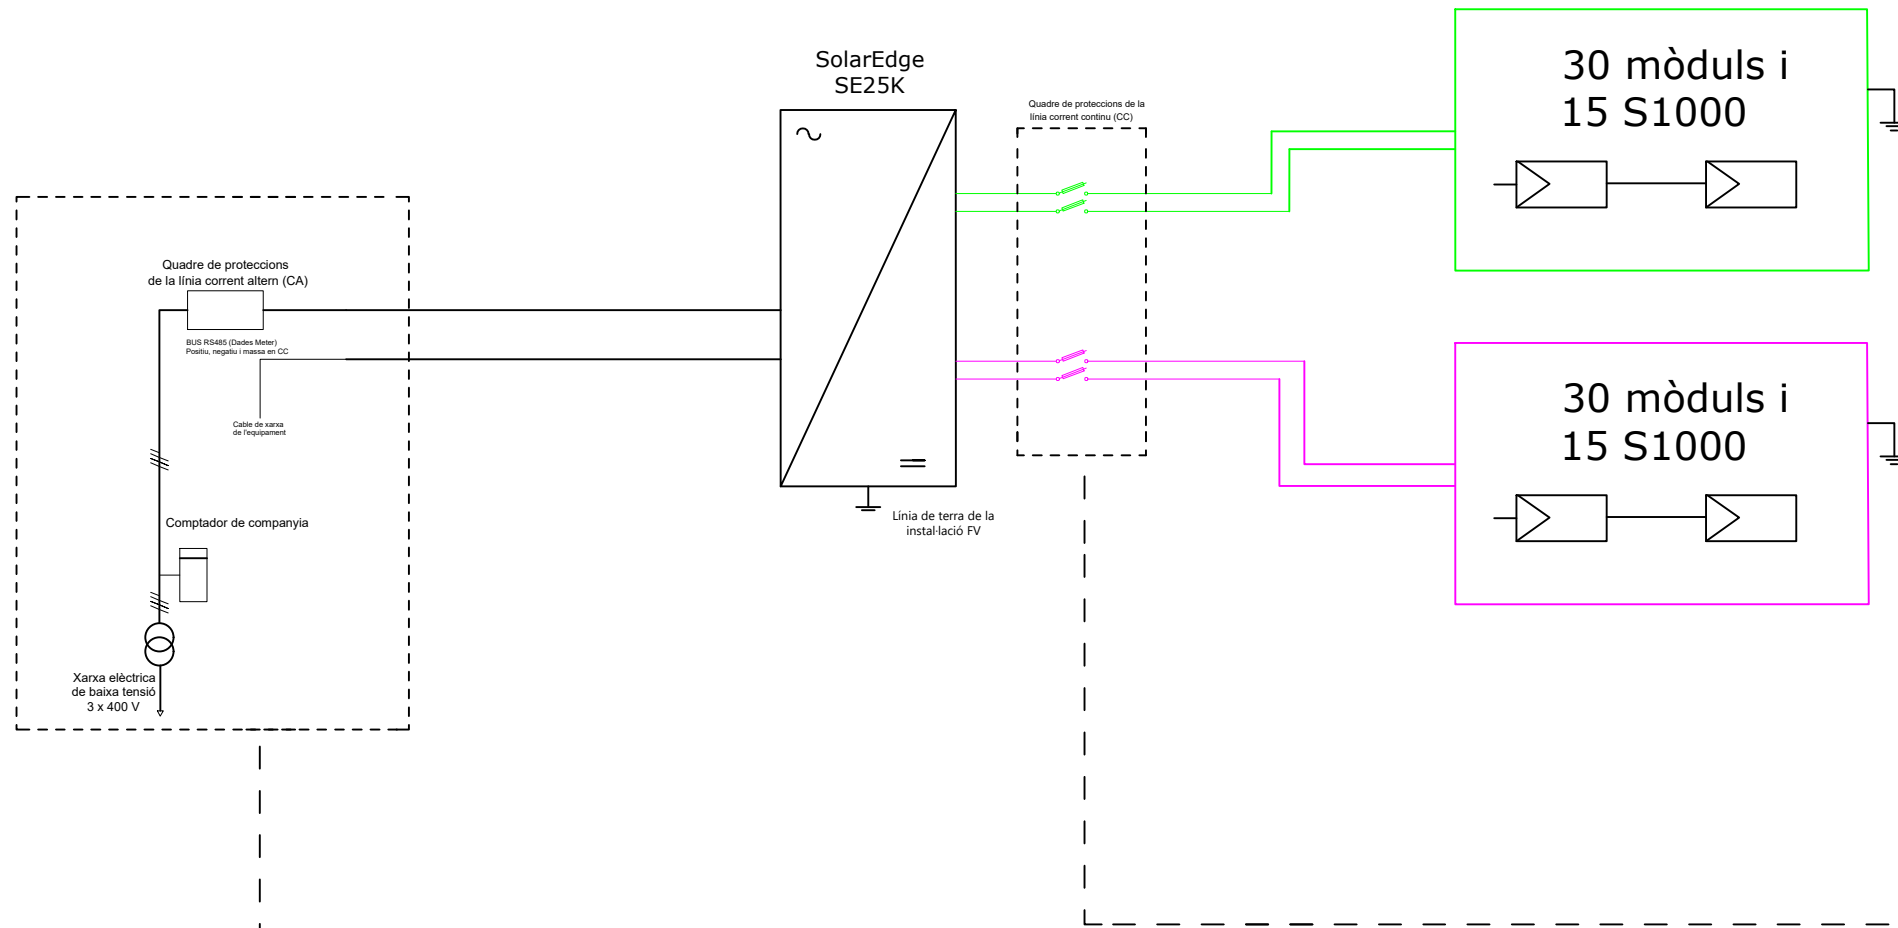 SolarEdge
SE25K
30 mòduls i
15 S1000
Quadre de proteccions de la
línia corrent continu (CC)
Quadre de proteccions
de la línia corrent altern (CA)
BUS RS485 (Dades Meter)
Positiu, negatiu i massa en CC
Cable de xarxa
de l'equipament
30 mòduls i
15 S1000
Línia de terra de la
instal·lació FV
Comptador de companyia
Xarxa elèctrica
de baixa tensió
3 x 400 V